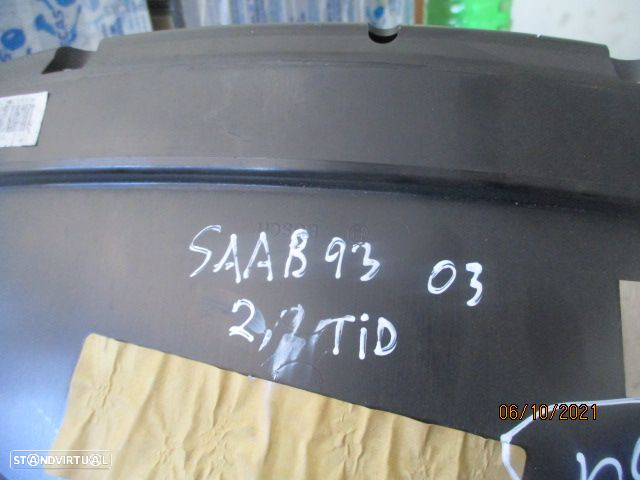 SAAB 93 03
2,2 TiD
06/10/2021
STANDVIRTUAL